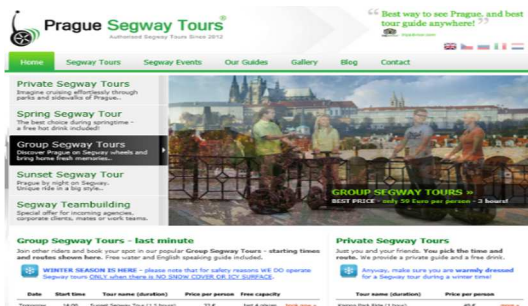 Prague Segway Tours®
Authorised Segway Tours Since 2012
“ Best way to see Prague, and best
tour guide anywhere! ”
Home
Segway Tours
Segway Events
Our Guides
Gallery
Blog
Contact
Private Segway Tours
Imagine cruising effortlessly through
parks and sidewalks of Prague..
Spring Segway Tour
The best choice during springtime -
a free hot drink included!
Group Segway Tours
Discover Prague on Segway wheels and
bring home fresh memories..
Sunset Segway Tour
Prague by night on Segway.
Unique ride in a big style..
Segway Teambuilding
Special offer for incoming agencies,
corporate clients, mates or work teams.
GROUP SEGWAY TOURS »
BEST PRICE - only 59 Euro per person - 3 hours!
Group Segway Tours - last minute
Join other riders and book your spot in our popular Group Segway Tours - starting times
and routes shown here. Free water and English speaking guide included.
WINTER SEASON IS HERE - please note that for safety reasons WE DO operate
Segway tours ONLY when there is NO SNOW COVER OR ICY SURFACE.
Date Start time Tour name (duration) Price per person Free capacity
Private Segway Tours
Just you and your friends. You pick the time and
route. We provide a private guide and a free drink.
Anyway, make sure you are warmly dressed
for a Segway tour during a winter time!
Tour name (duration) Price per person